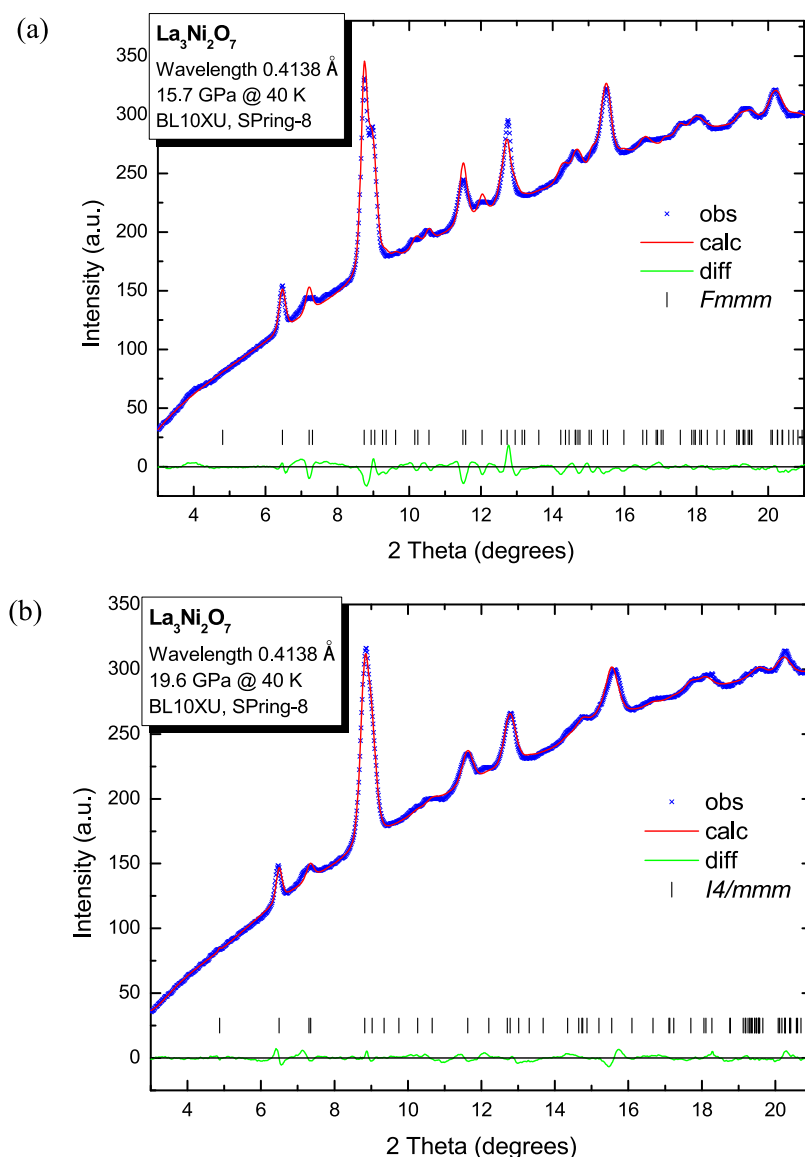 (a)
La₃Ni₂O₇
Wavelength 0.4138 Å
15.7 GPa @ 40 K
BL10XU, SPring-8
350
300
250
200
150
100
50
0
Intensity (a.u.)
obs
calc
diff
Fmmm
4 6 8 10 12 14 16 18 20
2 Theta (degrees)
(b)
La₃Ni₂O₇
Wavelength 0.4138 Å
19.6 GPa @ 40 K
BL10XU, SPring-8
350
300
250
200
150
100
50
0
Intensity (a.u.)
obs
calc
diff
I4/mmm
4 6 8 10 12 14 16 18 20
2 Theta (degrees)